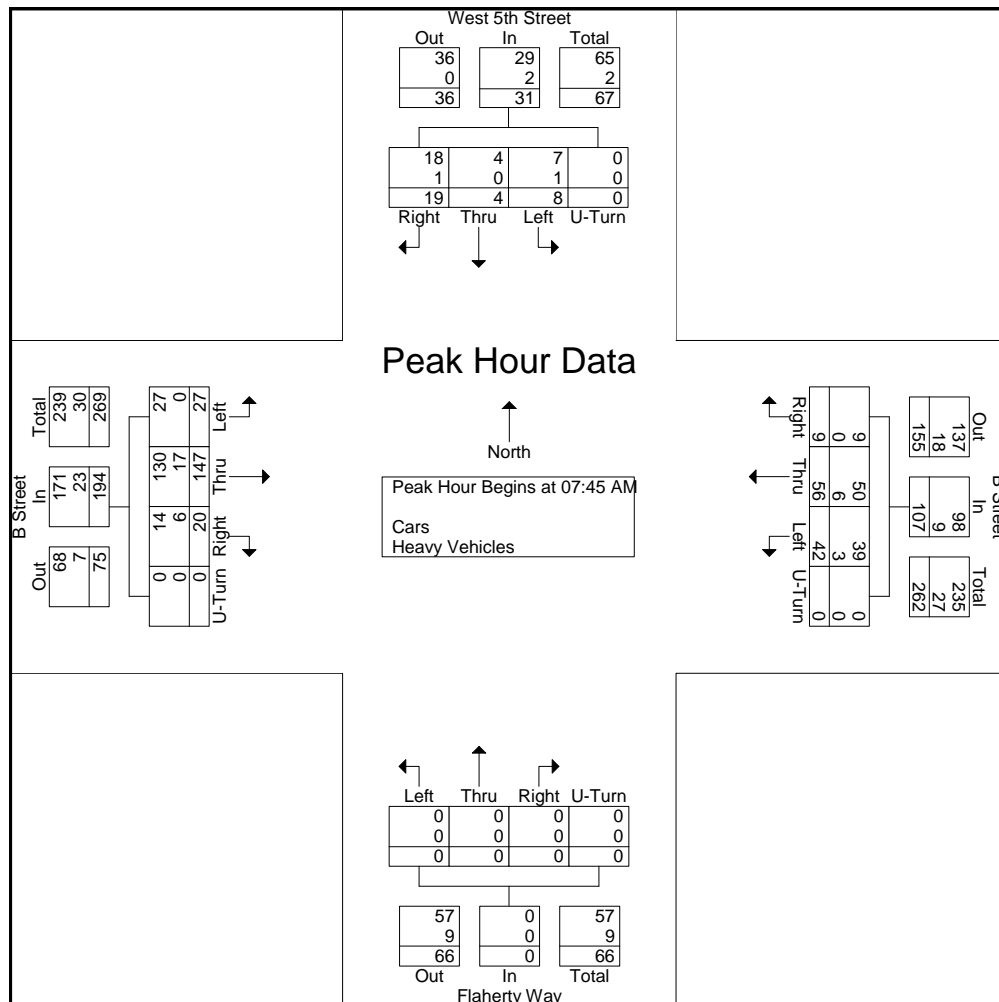 West 5th Street
Out In Total
36 29 65
0 2 2
36 31 67
18 4 7 0
1 0 1 0
19 4 8 0
Right Thru Left U-Turn
Peak Hour Data
North
Peak Hour Begins at 07:45 AM
Cars
Heavy Vehicles
B Street
Total In Out
239 171 68
30 23 7
269 194 75
27 130 14 0
0 17 6 0
27 147 20 0
Left Thru Right U-Turn
B Street
Out In Total
137 98 235
18 9 27
155 107 262
9 50 39 0
0 6 3 0
9 56 42 0
Right Thru Left U-Turn
Left Thru Right U-Turn
0 0 0 0
0 0 0 0
0 0 0 0
57 0 57
9 0 9
66 0 66
Out In Total
Flaherty Way